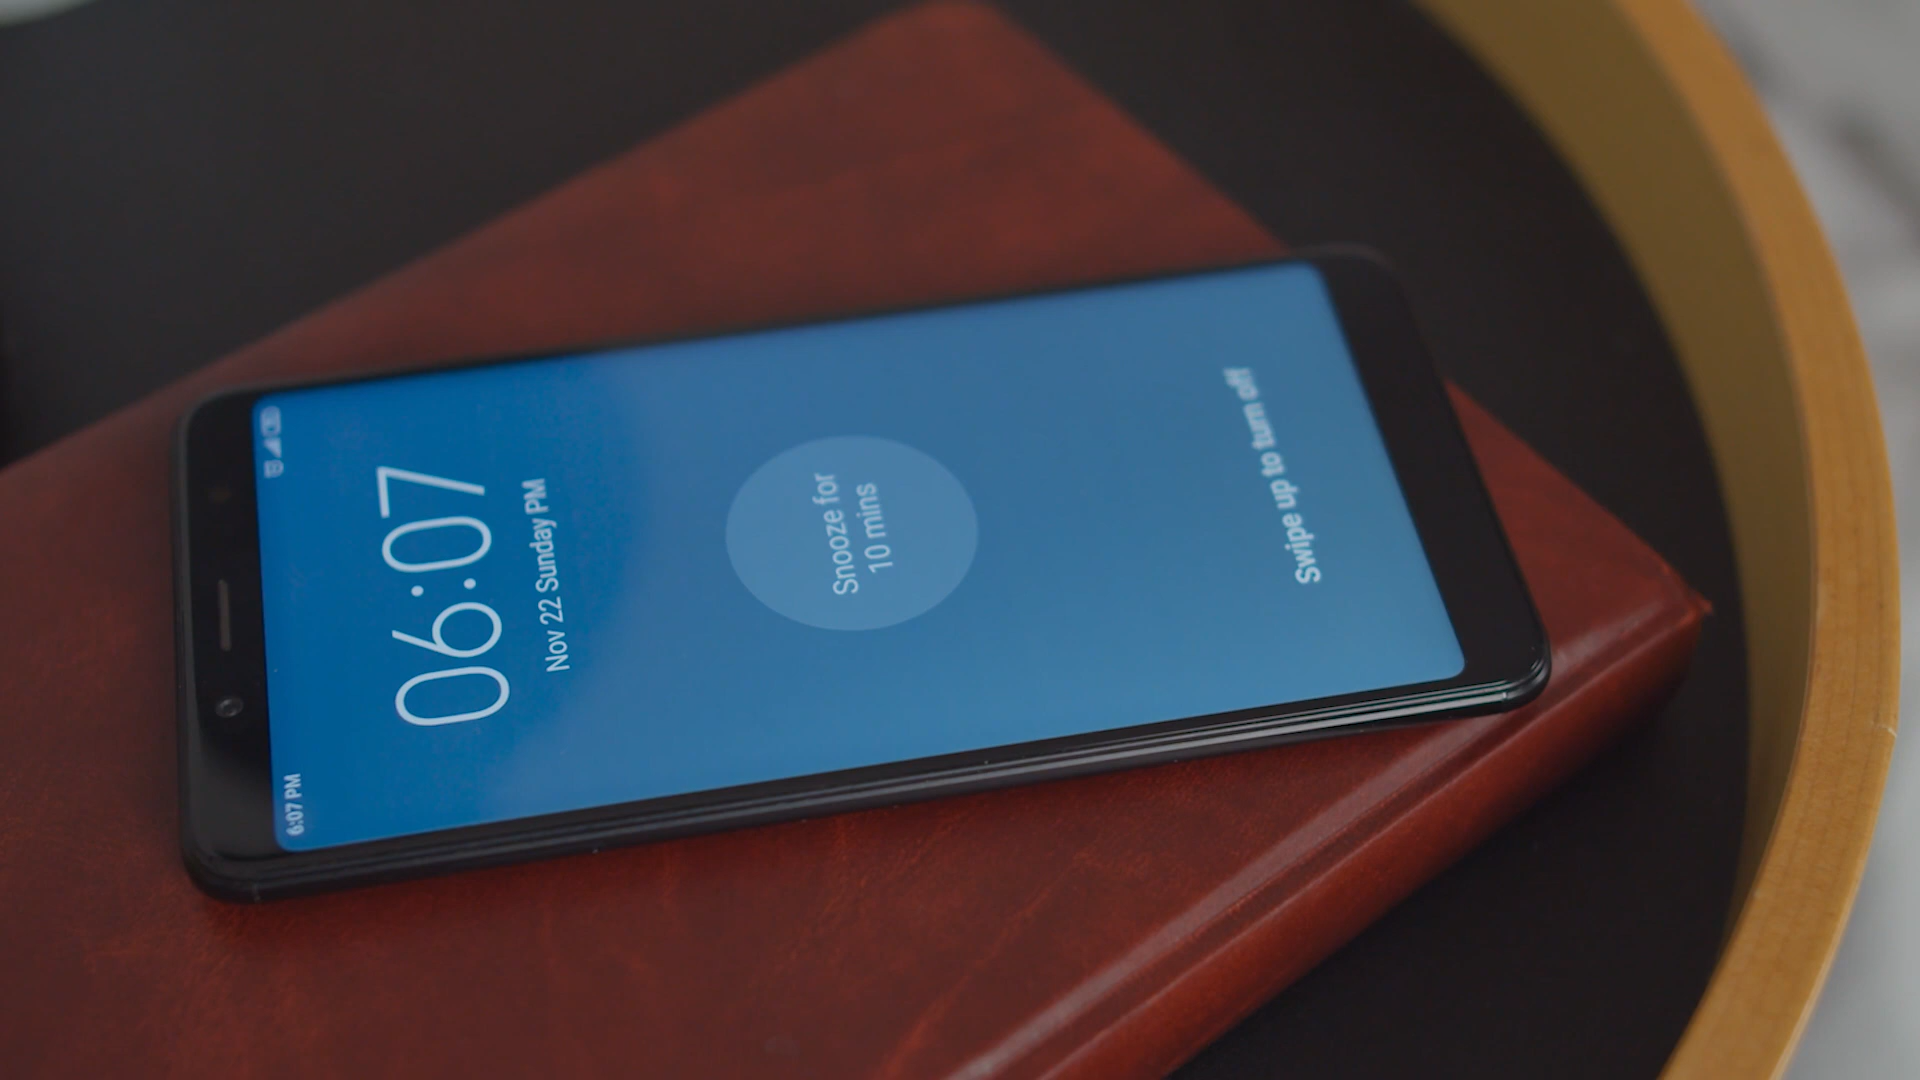 6:07 PM
06:07
Nov 22 Sunday PM
Snooze for
10 mins
Swipe up to turn off